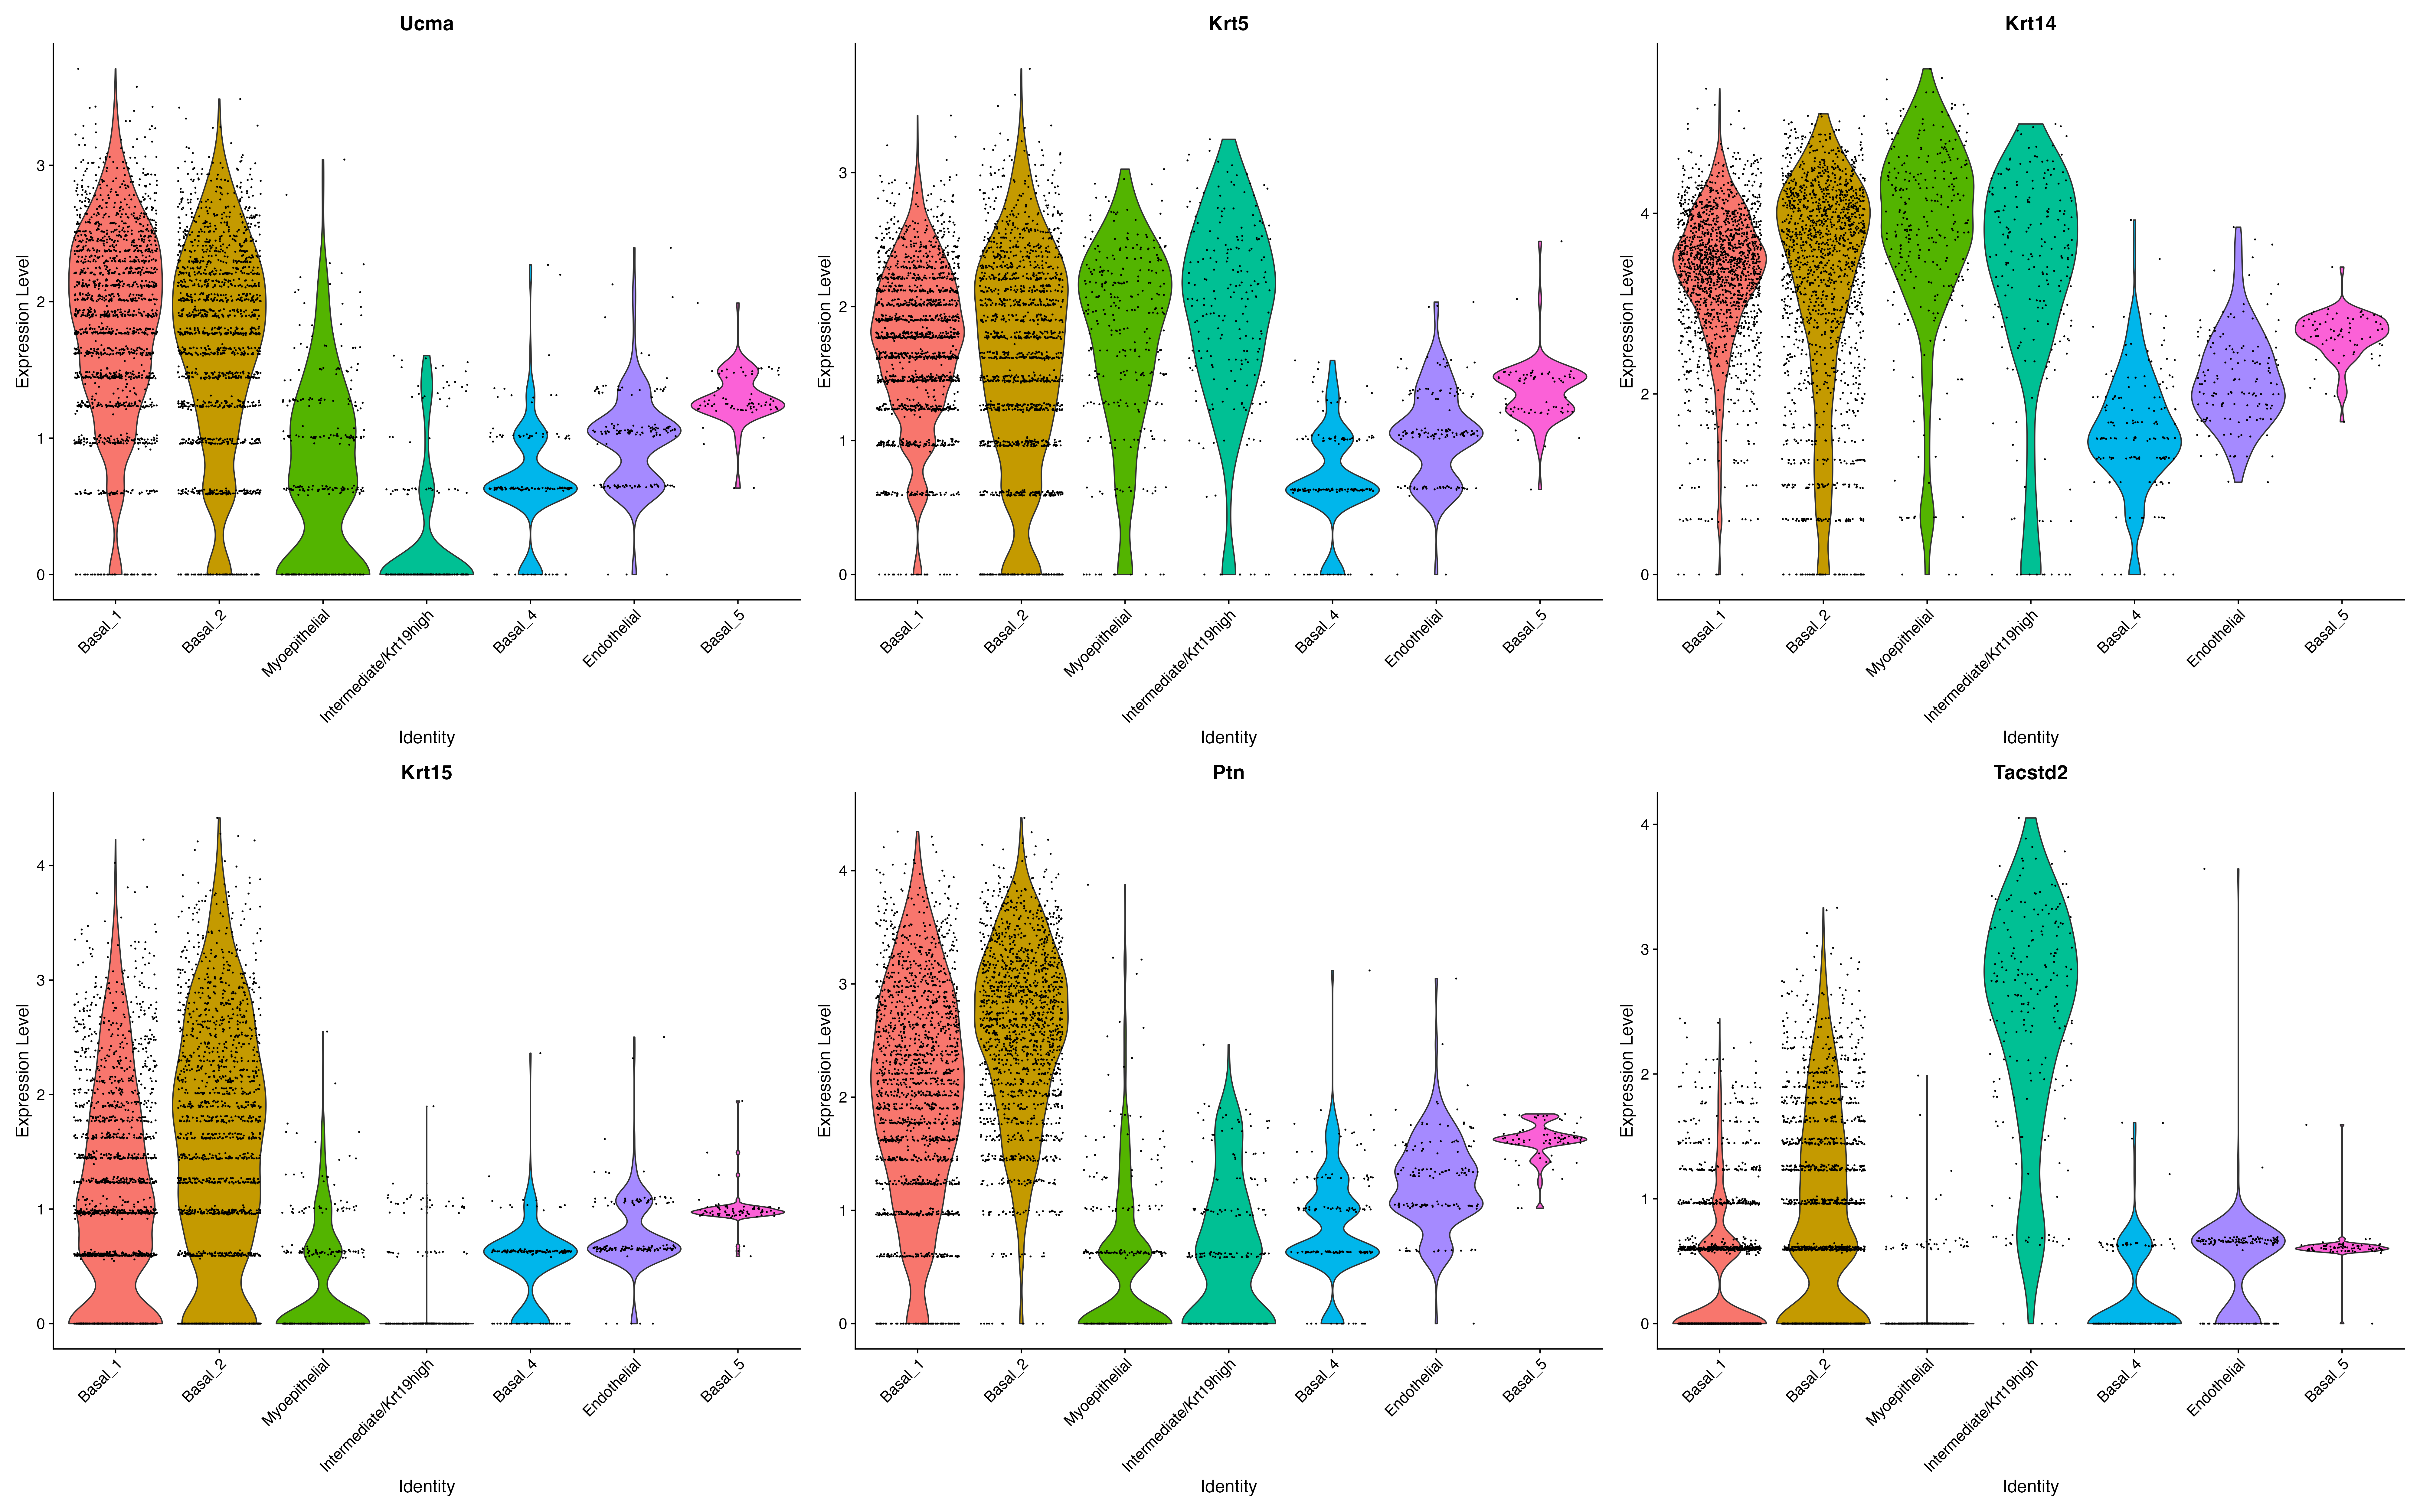 Ucma
Expression Level
3
2
1
0
Basal_1
Basal_2
Myoepithelial
Intermediate/Krt19high
Basal_4
Endothelial
Basal_5
Identity
Krt5
Expression Level
3
2
1
0
Basal_1
Basal_2
Myoepithelial
Intermediate/Krt19high
Basal_4
Endothelial
Basal_5
Identity
Krt14
Expression Level
4
2
0
Basal_1
Basal_2
Myoepithelial
Intermediate/Krt19high
Basal_4
Endothelial
Basal_5
Identity
Krt15
Expression Level
4
3
2
1
0
Basal_1
Basal_2
Myoepithelial
Intermediate/Krt19high
Basal_4
Endothelial
Basal_5
Identity
Ptn
Expression Level
4
3
2
1
0
Basal_1
Basal_2
Myoepithelial
Intermediate/Krt19high
Basal_4
Endothelial
Basal_5
Identity
Tacstd2
Expression Level
4
3
2
1
0
Basal_1
Basal_2
Myoepithelial
Intermediate/Krt19high
Basal_4
Endothelial
Basal_5
Identity